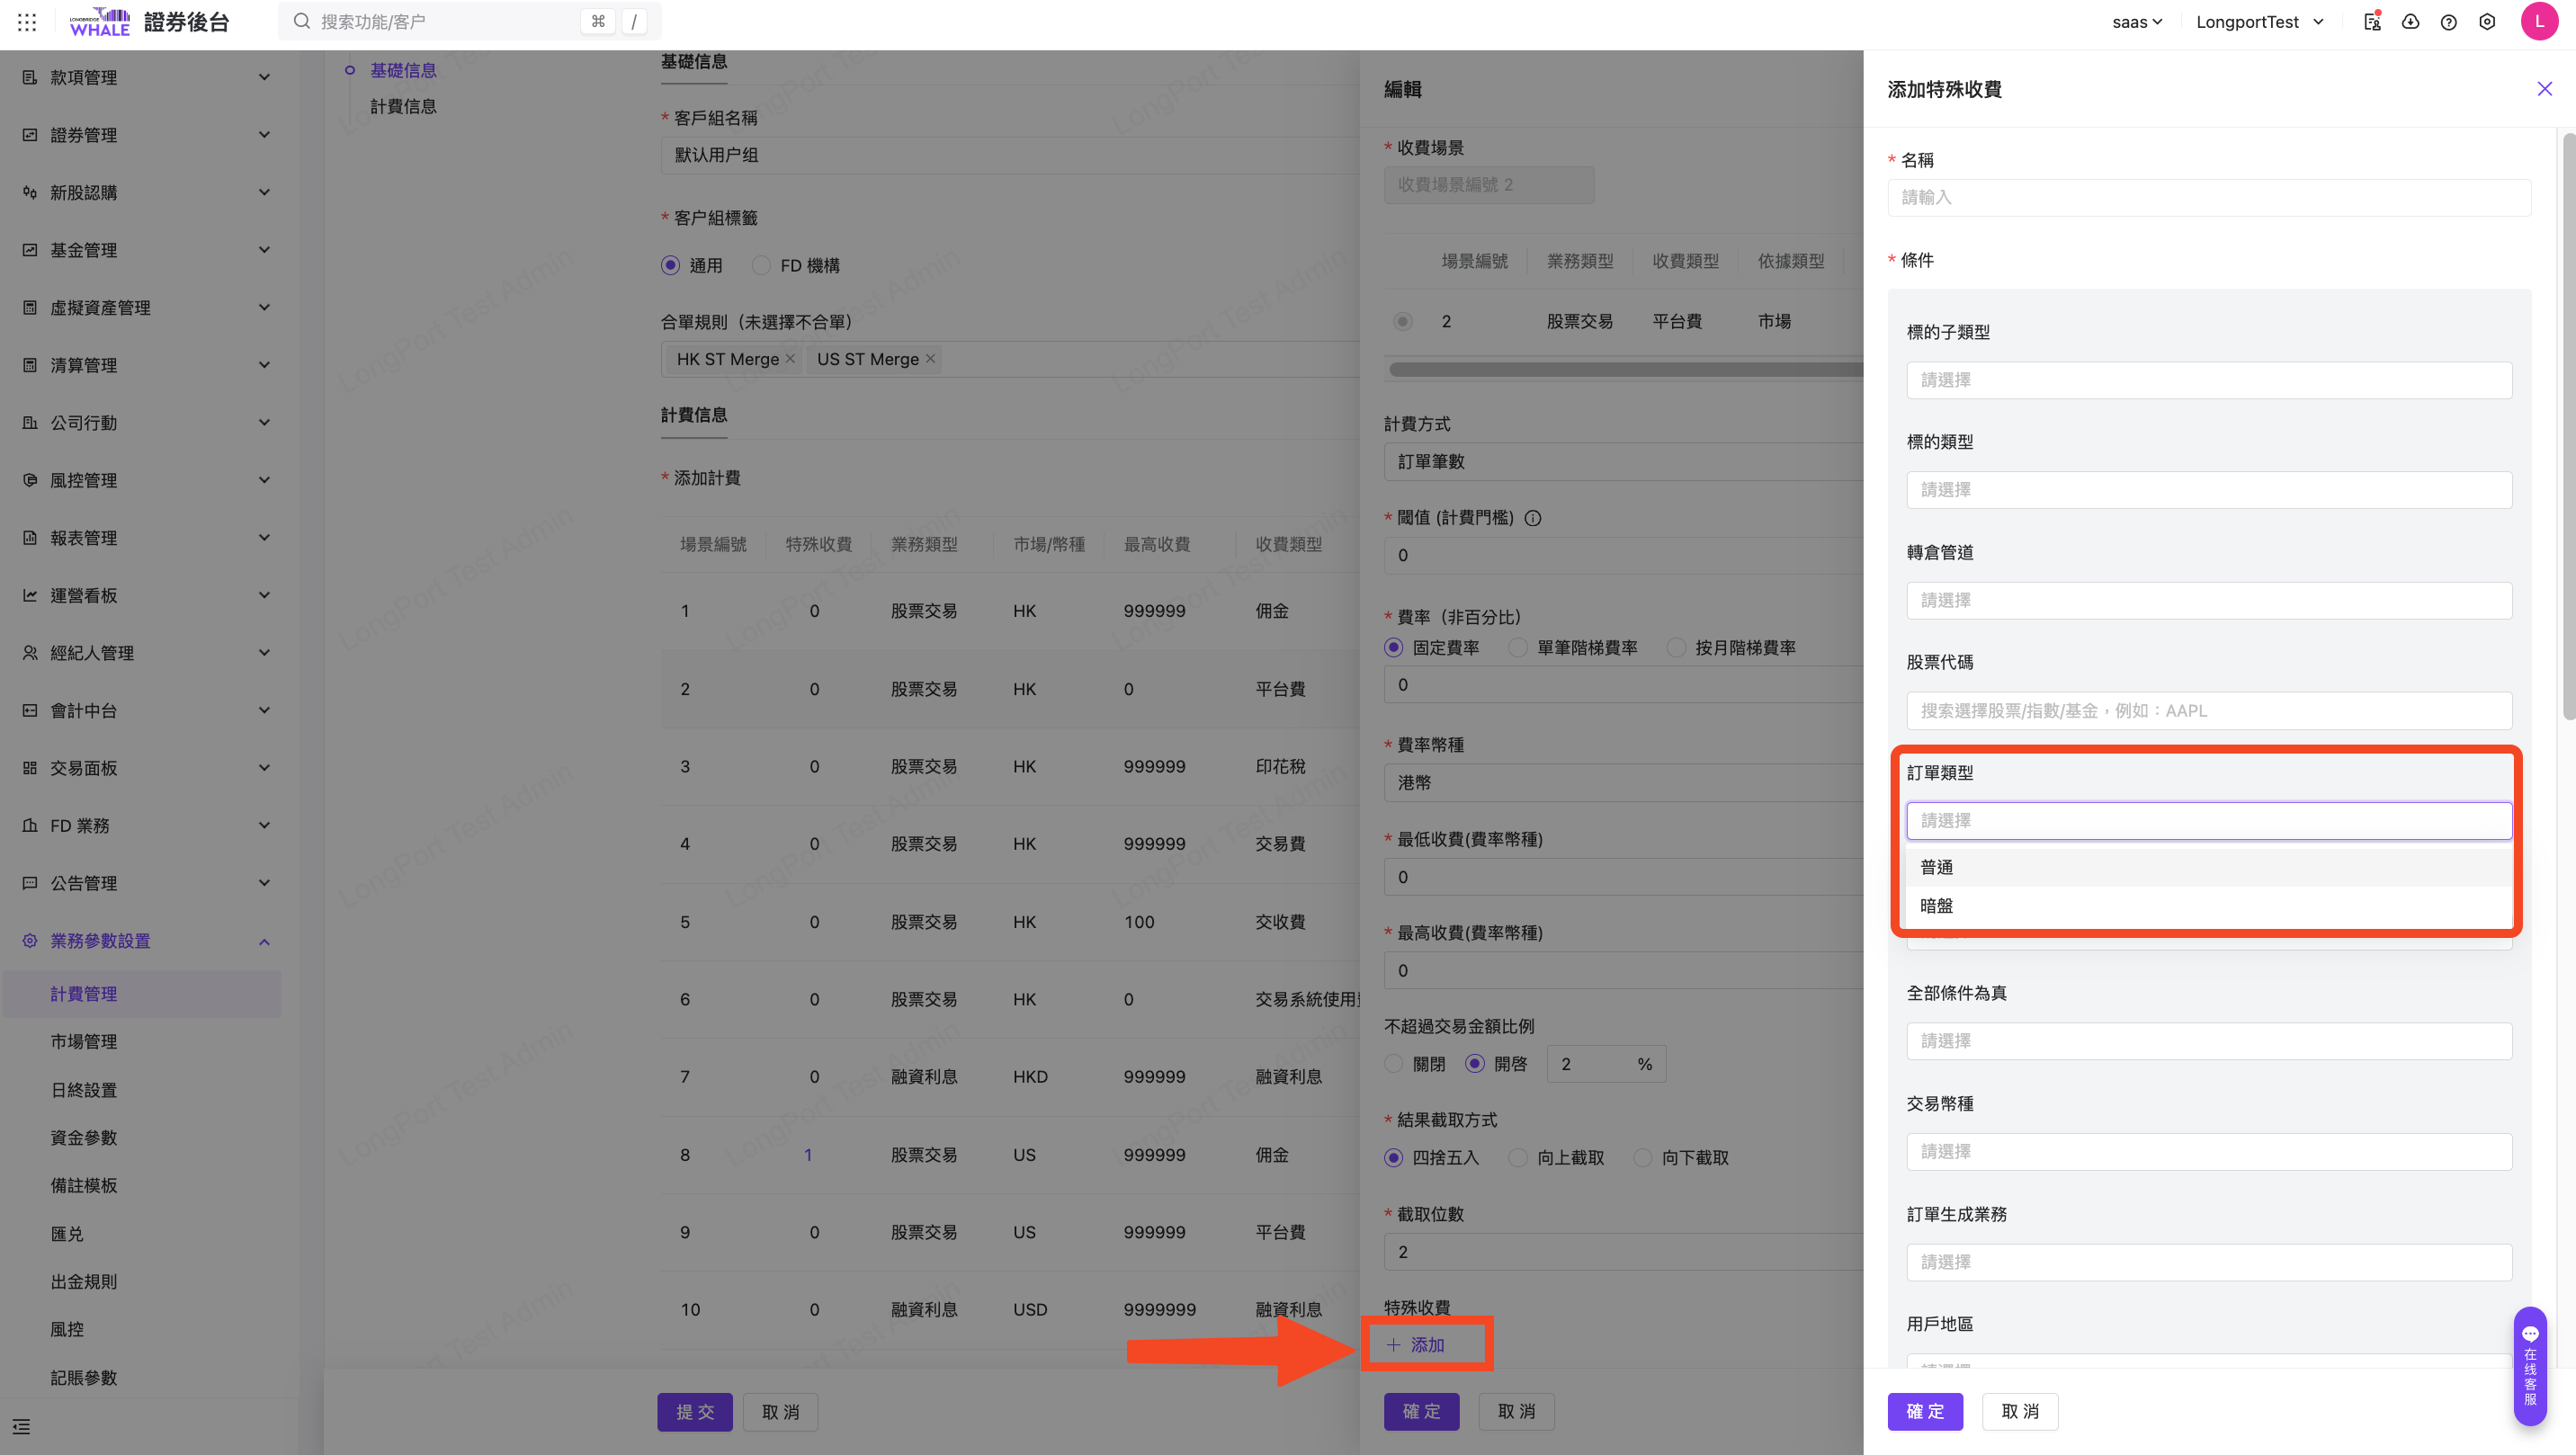 LONGBRIDGE
WHALE
證券後台
搜索功能/客户
⌘
/
saas
LongportTest
L
款項管理
證券管理
新股認購
基金管理
虛擬資產管理
清算管理
公司行動
風控管理
報表管理
運營看板
經紀人管理
會計中台
交易面板
FD 業務
公告管理
業務參數設置
計費管理
市場管理
日終設置
資金參數
備註模板
匯兌
出金規則
風控
記賬參數
基礎信息
計費信息
基礎信息
* 客戶組名稱
默认用户组
* 客户組標籤
通用
FD 機構
合單規則（未選擇不合單）
HK ST Merge
US ST Merge
計費信息
* 添加計費
場景編號 特殊收費 業務類型 市場/幣種 最高收費 收費類型
1 0 股票交易 HK 999999 佣金
2 0 股票交易 HK 0 平台費
3 0 股票交易 HK 999999 印花稅
4 0 股票交易 HK 999999 交易費
5 0 股票交易 HK 100 交收費
6 0 股票交易 HK 0 交易系統使用
7 0 融資利息 HKD 999999 融資利息
8 1 股票交易 US 999999 佣金
9 0 股票交易 US 999999 平台費
10 0 融資利息 USD 9999999 融資利息
提 交
取 消
LongPort Test Admin
編輯
* 收費場景
收費場景編號 2
場景編號 業務類型 收費類型 依據類型
2 股票交易 平台費 市場
計費方式
訂單筆數
* 閾值 (計費門檻)
0
* 費率（非百分比）
固定費率
單筆階梯費率
按月階梯費率
0
* 費率幣種
港幣
* 最低收費(費率幣種)
0
* 最高收費(費率幣種)
0
不超過交易金額比例
關閉
開啓
2 %
* 結果截取方式
四捨五入
向上截取
向下截取
* 截取位數
2
特殊收費
+ 添加
確 定
取 消
添加特殊收費
* 名稱
請輸入
* 條件
標的子類型
請選擇
標的類型
請選擇
轉倉管道
請選擇
股票代碼
搜索選擇股票/指數/基金，例如：AAPL
訂單類型
請選擇
普通
暗盤
全部條件為真
請選擇
交易幣種
請選擇
訂單生成業務
請選擇
用戶地區
請選擇
確 定
取 消
在线客服